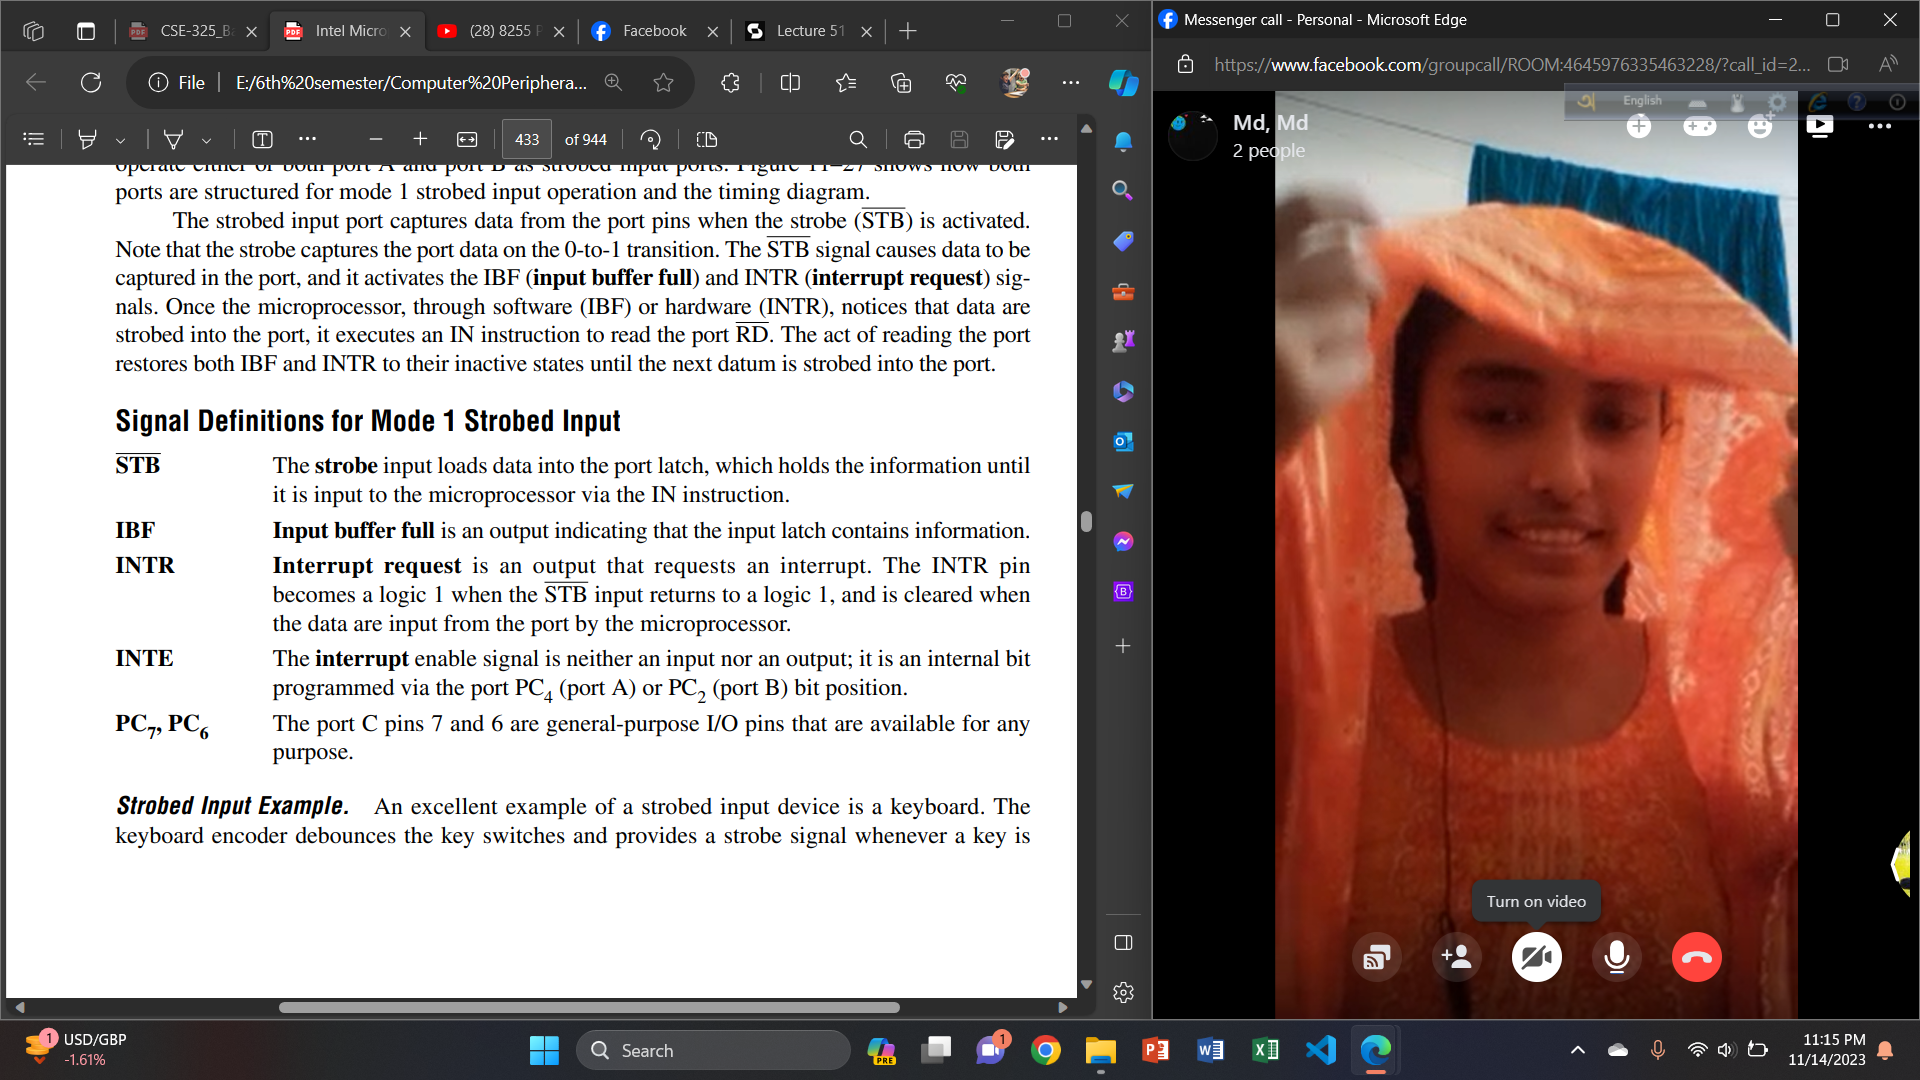 CSE-325_B
Intel Micro
(28) 8255 P
Facebook
Lecture 51
File
E:/6th%20semester/Computer%20Periphera...
433
of 944
ports are structured for mode 1 strobed input operation and the timing diagram.
The strobed input port captures data from the port pins when the strobe (STB) is activated.
Note that the strobe captures the port data on the 0-to-1 transition. The STB signal causes data to be
captured in the port, and it activates the IBF (input buffer full) and INTR (interrupt request) sig-
nals. Once the microprocessor, through software (IBF) or hardware (INTR), notices that data are
strobed into the port, it executes an IN instruction to read the port RD. The act of reading the port
restores both IBF and INTR to their inactive states until the next datum is strobed into the port.
Signal Definitions for Mode 1 Strobed Input
STB The strobe input loads data into the port latch, which holds the information until
it is input to the microprocessor via the IN instruction.
IBF Input buffer full is an output indicating that the input latch contains information.
INTR Interrupt request is an output that requests an interrupt. The INTR pin
becomes a logic 1 when the STB input returns to a logic 1, and is cleared when
the data are input from the port by the microprocessor.
INTE The interrupt enable signal is neither an input nor an output; it is an internal bit
programmed via the port PC4 (port A) or PC2 (port B) bit position.
PC7, PC6 The port C pins 7 and 6 are general-purpose I/O pins that are available for any
purpose.
Strobed Input Example. An excellent example of a strobed input device is a keyboard. The
keyboard encoder debounces the key switches and provides a strobe signal whenever a key is
Messenger call - Personal - Microsoft Edge
https://www.facebook.com/groupcall/ROOM:4645976335463228/?call_id=2...
English
Md, Md
2 people
Turn on video
1
USD/GBP
-1.61%
Search
PRE
1
11:15 PM
11/14/2023